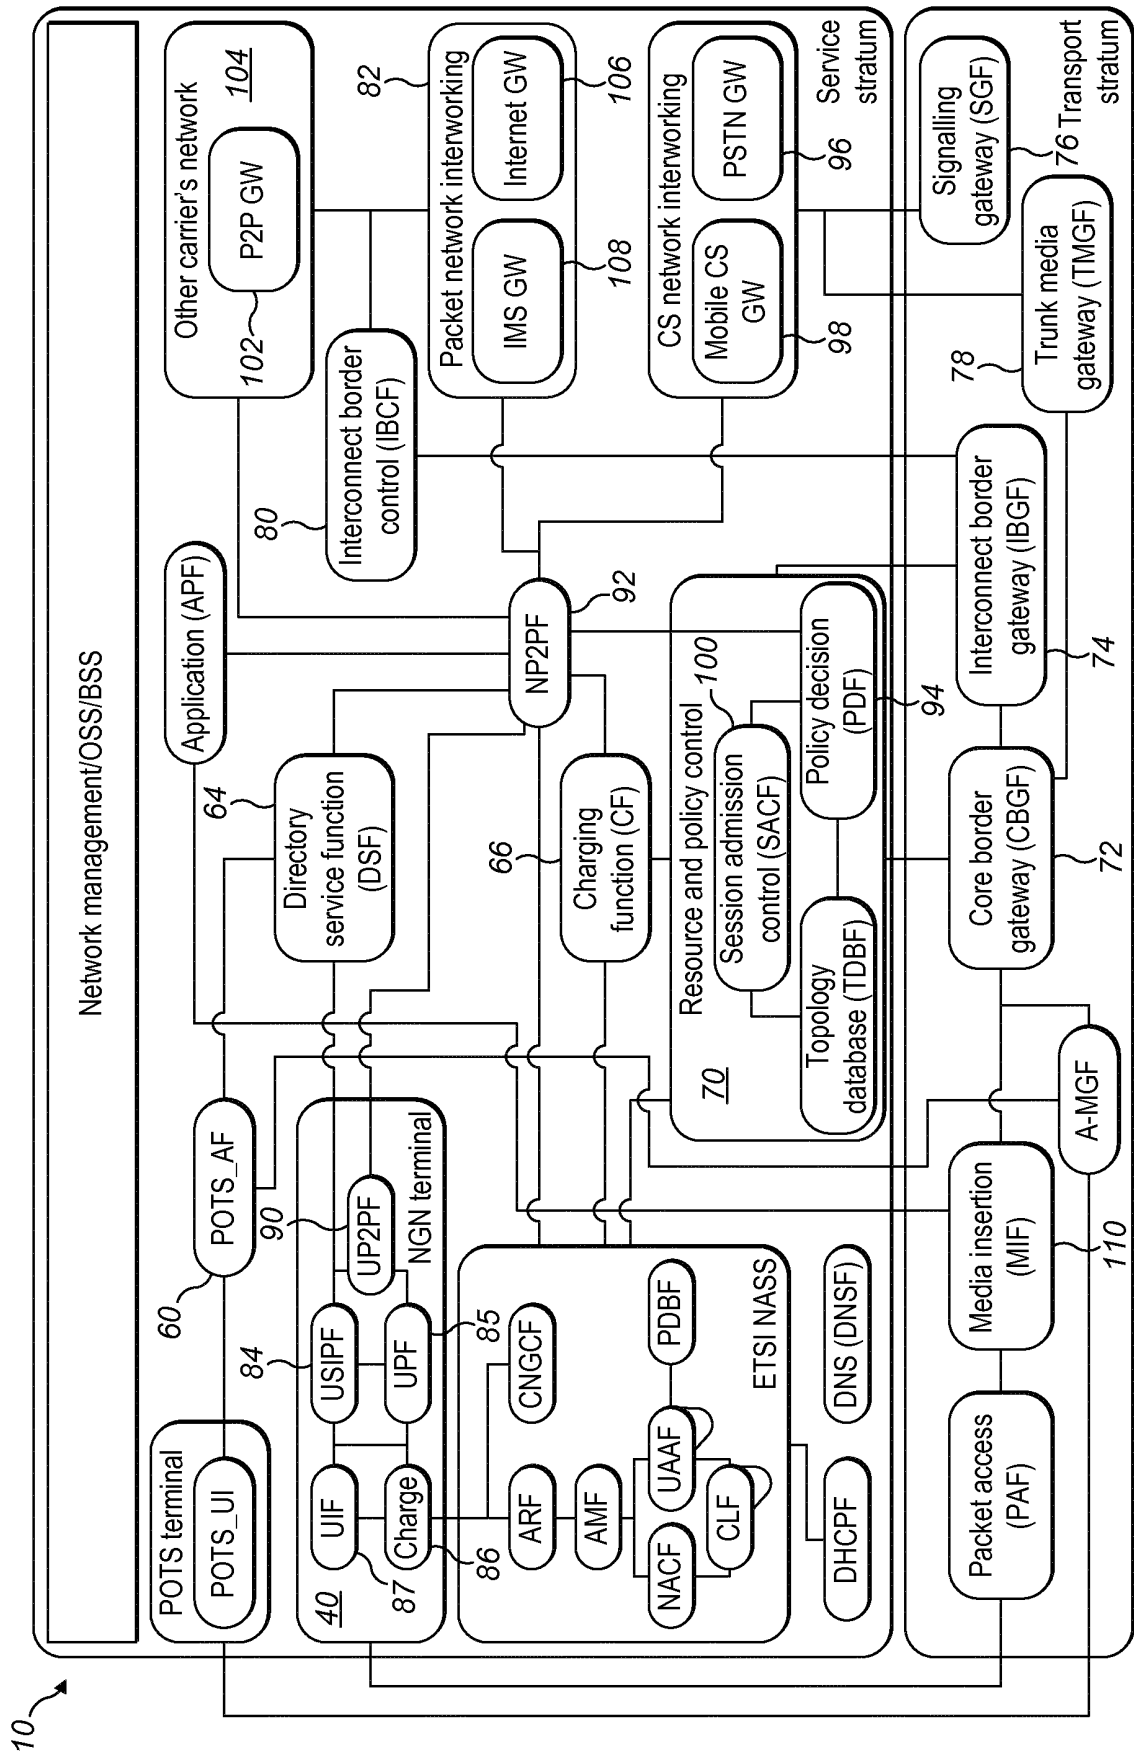 10
Network management/OSS/BSS
POTS terminal
POTS_UI
60
POTS_AF
64
Directory
service function
(DSF)
Application (APF)
80
Interconnect border
control (IBCF)
Other carrier's network
P2P GW
102
104
40
UIF
87
Charge
86
84
USIPF
UPF
85
90
UP2PF
NGN terminal
NP2PF
92
82
Packet network interworking
IMS GW
108
Internet GW
106
ARF
AMF
NACF
UAAF
CLF
CNGCF
PDBF
ETSI NASS
66
Charging
function (CF)
70
Resource and policy control
Session admission
control (SACF)
100
Topology
database (TDBF)
Policy decision
(PDF)
94
CS network interworking
Mobile CS
GW
98
PSTN GW
96
DHCPF
DNS (DNSF)
Service
stratum
Packet access
(PAF)
Media insertion
(MIF)
110
A-MGF
Core border
gateway (CBGF)
72
Interconnect border
gateway (IBGF)
74
78
Trunk media
gateway (TMGF)
Signalling
gateway (SGF)
76
Transport
stratum